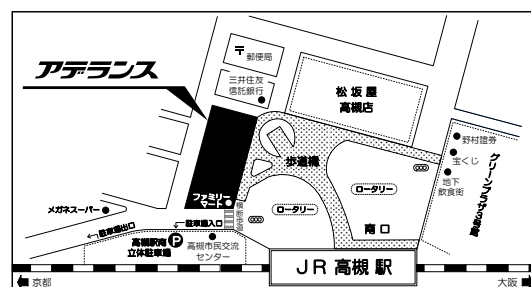 アデランス
〒 郵便局
三井住友
信託銀行
松坂屋
高槻店
野村證券
宝くじ
地下
飲食街
グリーンプラザ3号館
歩道橋
ファミリー
マート
横断歩道
ロータリー
ロータリー
メガネスーパー
駐車場出口
駐車場入口
高槻駅南
立体駐車場
P
高槻市民交流
センター
南口
JR高槻駅
京都
大阪